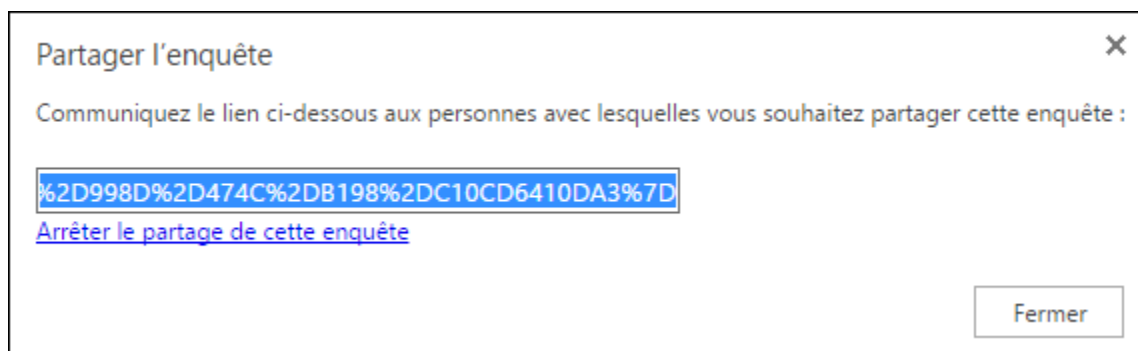 Partager l'enquête
Communiquez le lien ci-dessous aux personnes avec lesquelles vous souhaitez partager cette enquête :
%2D998D%2D474C%2DB198%2DC10CD6410DA3%7D
Arrêter le partage de cette enquête
Fermer